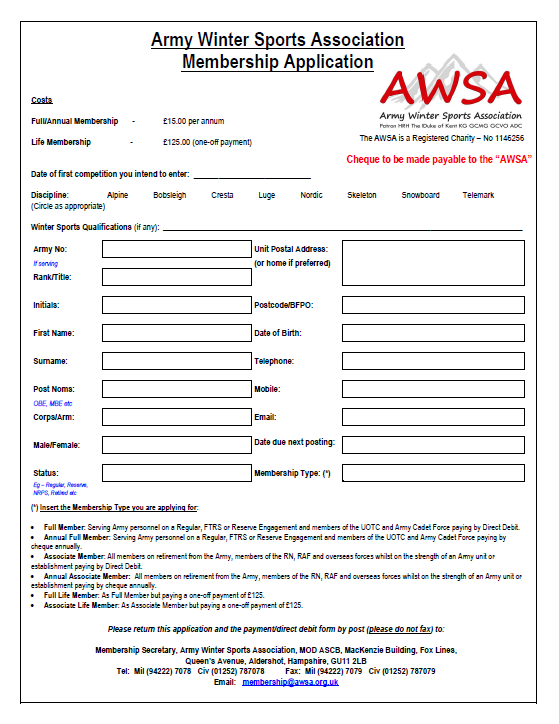 Army Winter Sports Association
Membership Application
AWSA
Army Winter Sports Association
Patron HRH The Duke of Kent KG GCMG GCVO ADC
The AWSA is a Registered Charity – No 1146256
Cheque to be made payable to the “AWSA”
Costs
Full/Annual Membership - £15.00 per annum
Life Membership - £125.00 (one-off payment)
Date of first competition you intend to enter:
Discipline: Alpine Bobsleigh Cresta Luge Nordic Skeleton Snowboard Telemark
(Circle as appropriate)
Winter Sports Qualifications (if any):
Army No: Unit Postal Address:
If serving (or home if preferred)
Rank/Title:
Initials: Postcode/BFPO:
First Name: Date of Birth:
Surname: Telephone:
Post Noms: Mobile:
OBE, MBE etc
Corps/Arm: Email:
Male/Female: Date due next posting:
Status: Membership Type: (*)
Eg – Regular, Reserve,
NRPS, Retired etc
(*) Insert the Membership Type you are applying for:
• Full Member: Serving Army personnel on a Regular, FTRS or Reserve Engagement and members of the UOTC and Army Cadet Force paying by Direct Debit.
• Annual Full Member: Serving Army personnel on a Regular, FTRS or Reserve Engagement and members of the UOTC and Army Cadet Force paying by
cheque annually.
• Associate Member: All members on retirement from the Army, members of the RN, RAF and overseas forces whilst on the strength of an Army unit or
establishment paying by Direct Debit.
• Annual Associate Member: All members on retirement from the Army, members of the RN, RAF and overseas forces whilst on the strength of an Army unit or
establishment paying by cheque annually.
• Full Life Member: As Full Member but paying a one-off payment of £125.
• Associate Life Member: As Associate Member but paying a one-off payment of £125.
Please return this application and the payment/direct debit form by post (please do not fax) to:
Membership Secretary, Army Winter Sports Association, MOD ASCB, MacKenzie Building, Fox Lines,
Queen’s Avenue, Aldershot, Hampshire, GU11 2LB
Tel: Mil (94222) 7078 Civ (01252) 787078 Fax: Mil (94222) 7079 Civ (01252) 787079
Email: membership@awsa.org.uk